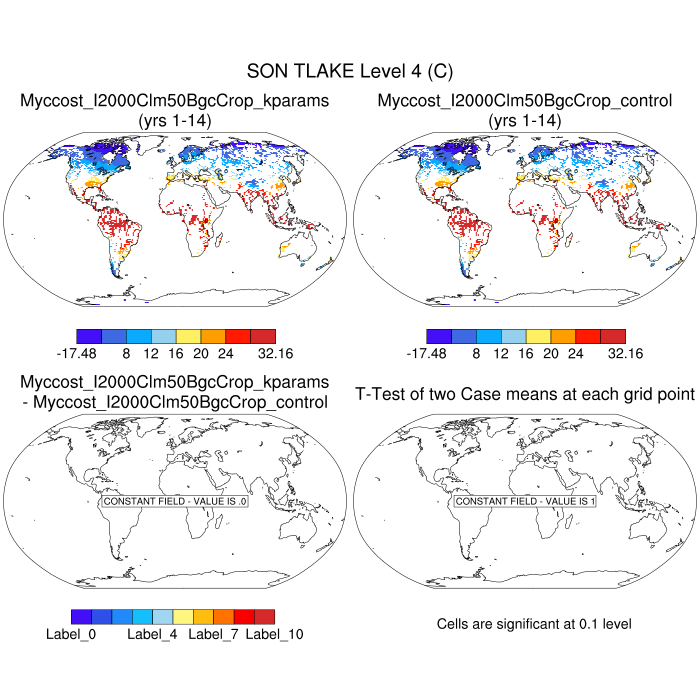 SON TLAKE Level 4 (C)
Myccost_I2000Clm50BgcCrop_kparams
(yrs 1-14)
Myccost_I2000Clm50BgcCrop_control
(yrs 1-14)
-17.48 8 12 16 20 24 32.16
-17.48 8 12 16 20 24 32.16
Myccost_I2000Clm50BgcCrop_kparams
- Myccost_I2000Clm50BgcCrop_control
T-Test of two Case means at each grid point
CONSTANT FIELD - VALUE IS .0
CONSTANT FIELD - VALUE IS 1
Label_0 Label_4 Label_7 Label_10
Cells are significant at 0.1 level